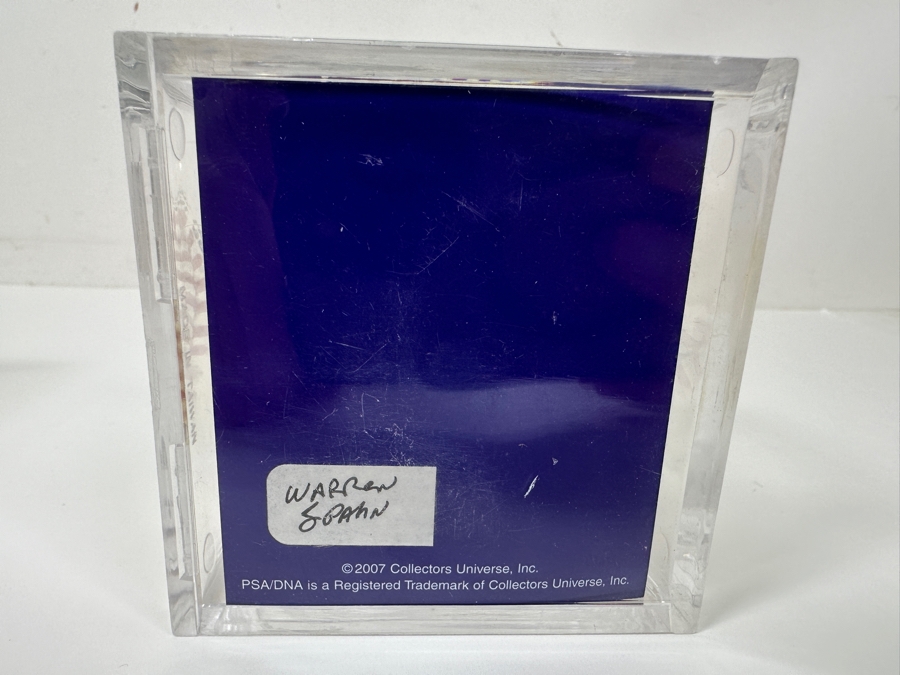 WARREN
SPAHN
©2007 Collectors Universe, Inc.
PSA/DNA is a Registered Trademark of Collectors Universe, Inc.